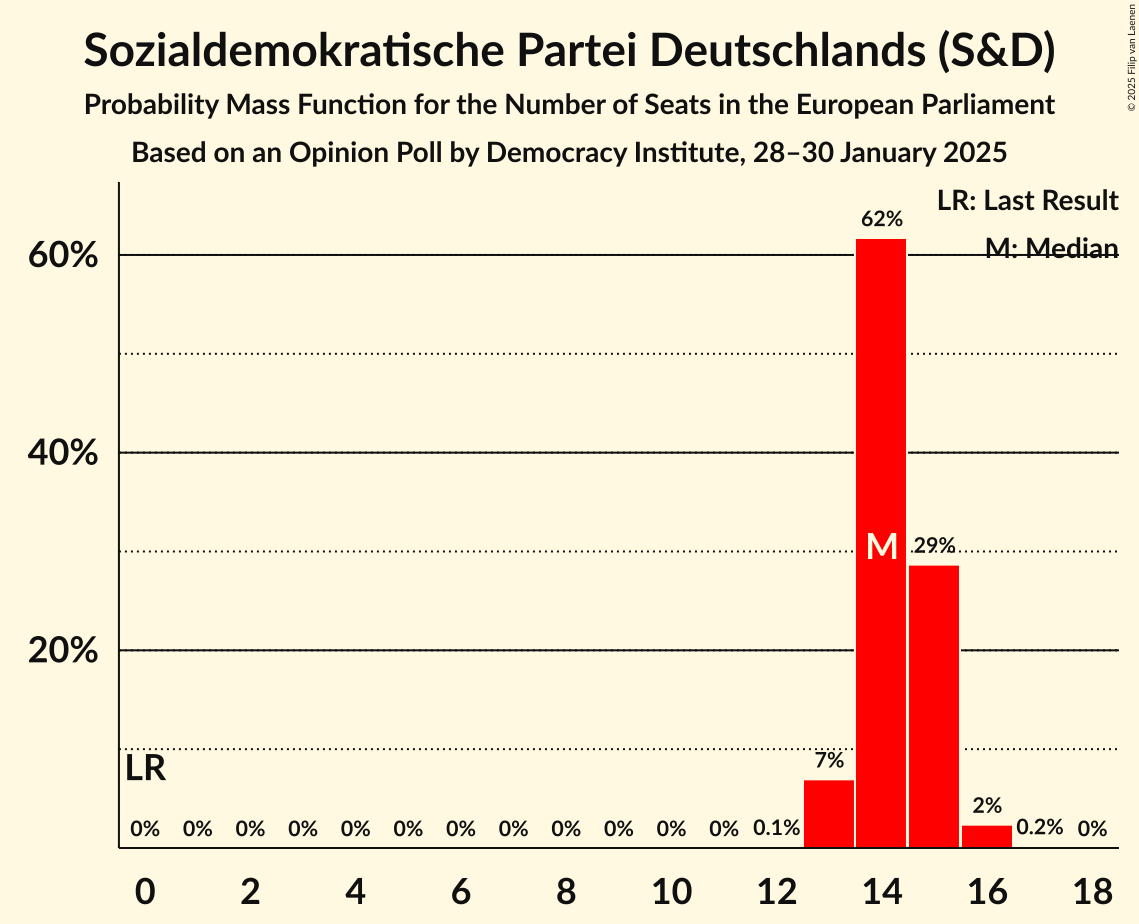 Sozialdemokratische Partei Deutschlands (S&D)
Probability Mass Function for the Number of Seats in the European Parliament
Based on an Opinion Poll by Democracy Institute, 28–30 January 2025
© 2025 Filip van Laenen
LR: Last Result
M: Median
60%
40%
20%
62%
M
29%
LR
7%
2%
0% 0% 0% 0% 0% 0% 0% 0% 0% 0% 0% 0% 0.1% 0.2% 0%
0 2 4 6 8 10 12 14 16 18